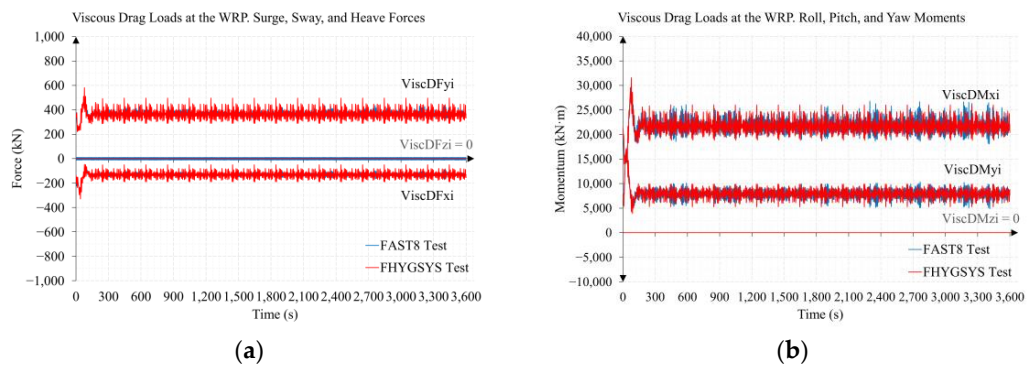 Viscous Drag Loads at the WRP. Surge, Sway, and Heave Forces
1,000
800
600
400
200
0
−200
−400
−600
−800
−1,000
Force (kN)
ViscDFyi
ViscDFzi = 0
ViscDFxi
FAST8 Test
FHYGSYS Test
0 300 600 900 1,200 1,500 1,800 2,100 2,400 2,700 3,000 3,300 3,600
Time (s)
(a)
Viscous Drag Loads at the WRP. Roll, Pitch, and Yaw Moments
40,000
35,000
30,000
25,000
20,000
15,000
10,000
5,000
0
−5,000
−10,000
Momentum (kN·m)
ViscDMxi
ViscDMyi
ViscDMzi = 0
FAST8 Test
FHYGSYS Test
0 300 600 900 1,200 1,500 1,800 2,100 2,400 2,700 3,000 3,300 3,600
Time (s)
(b)